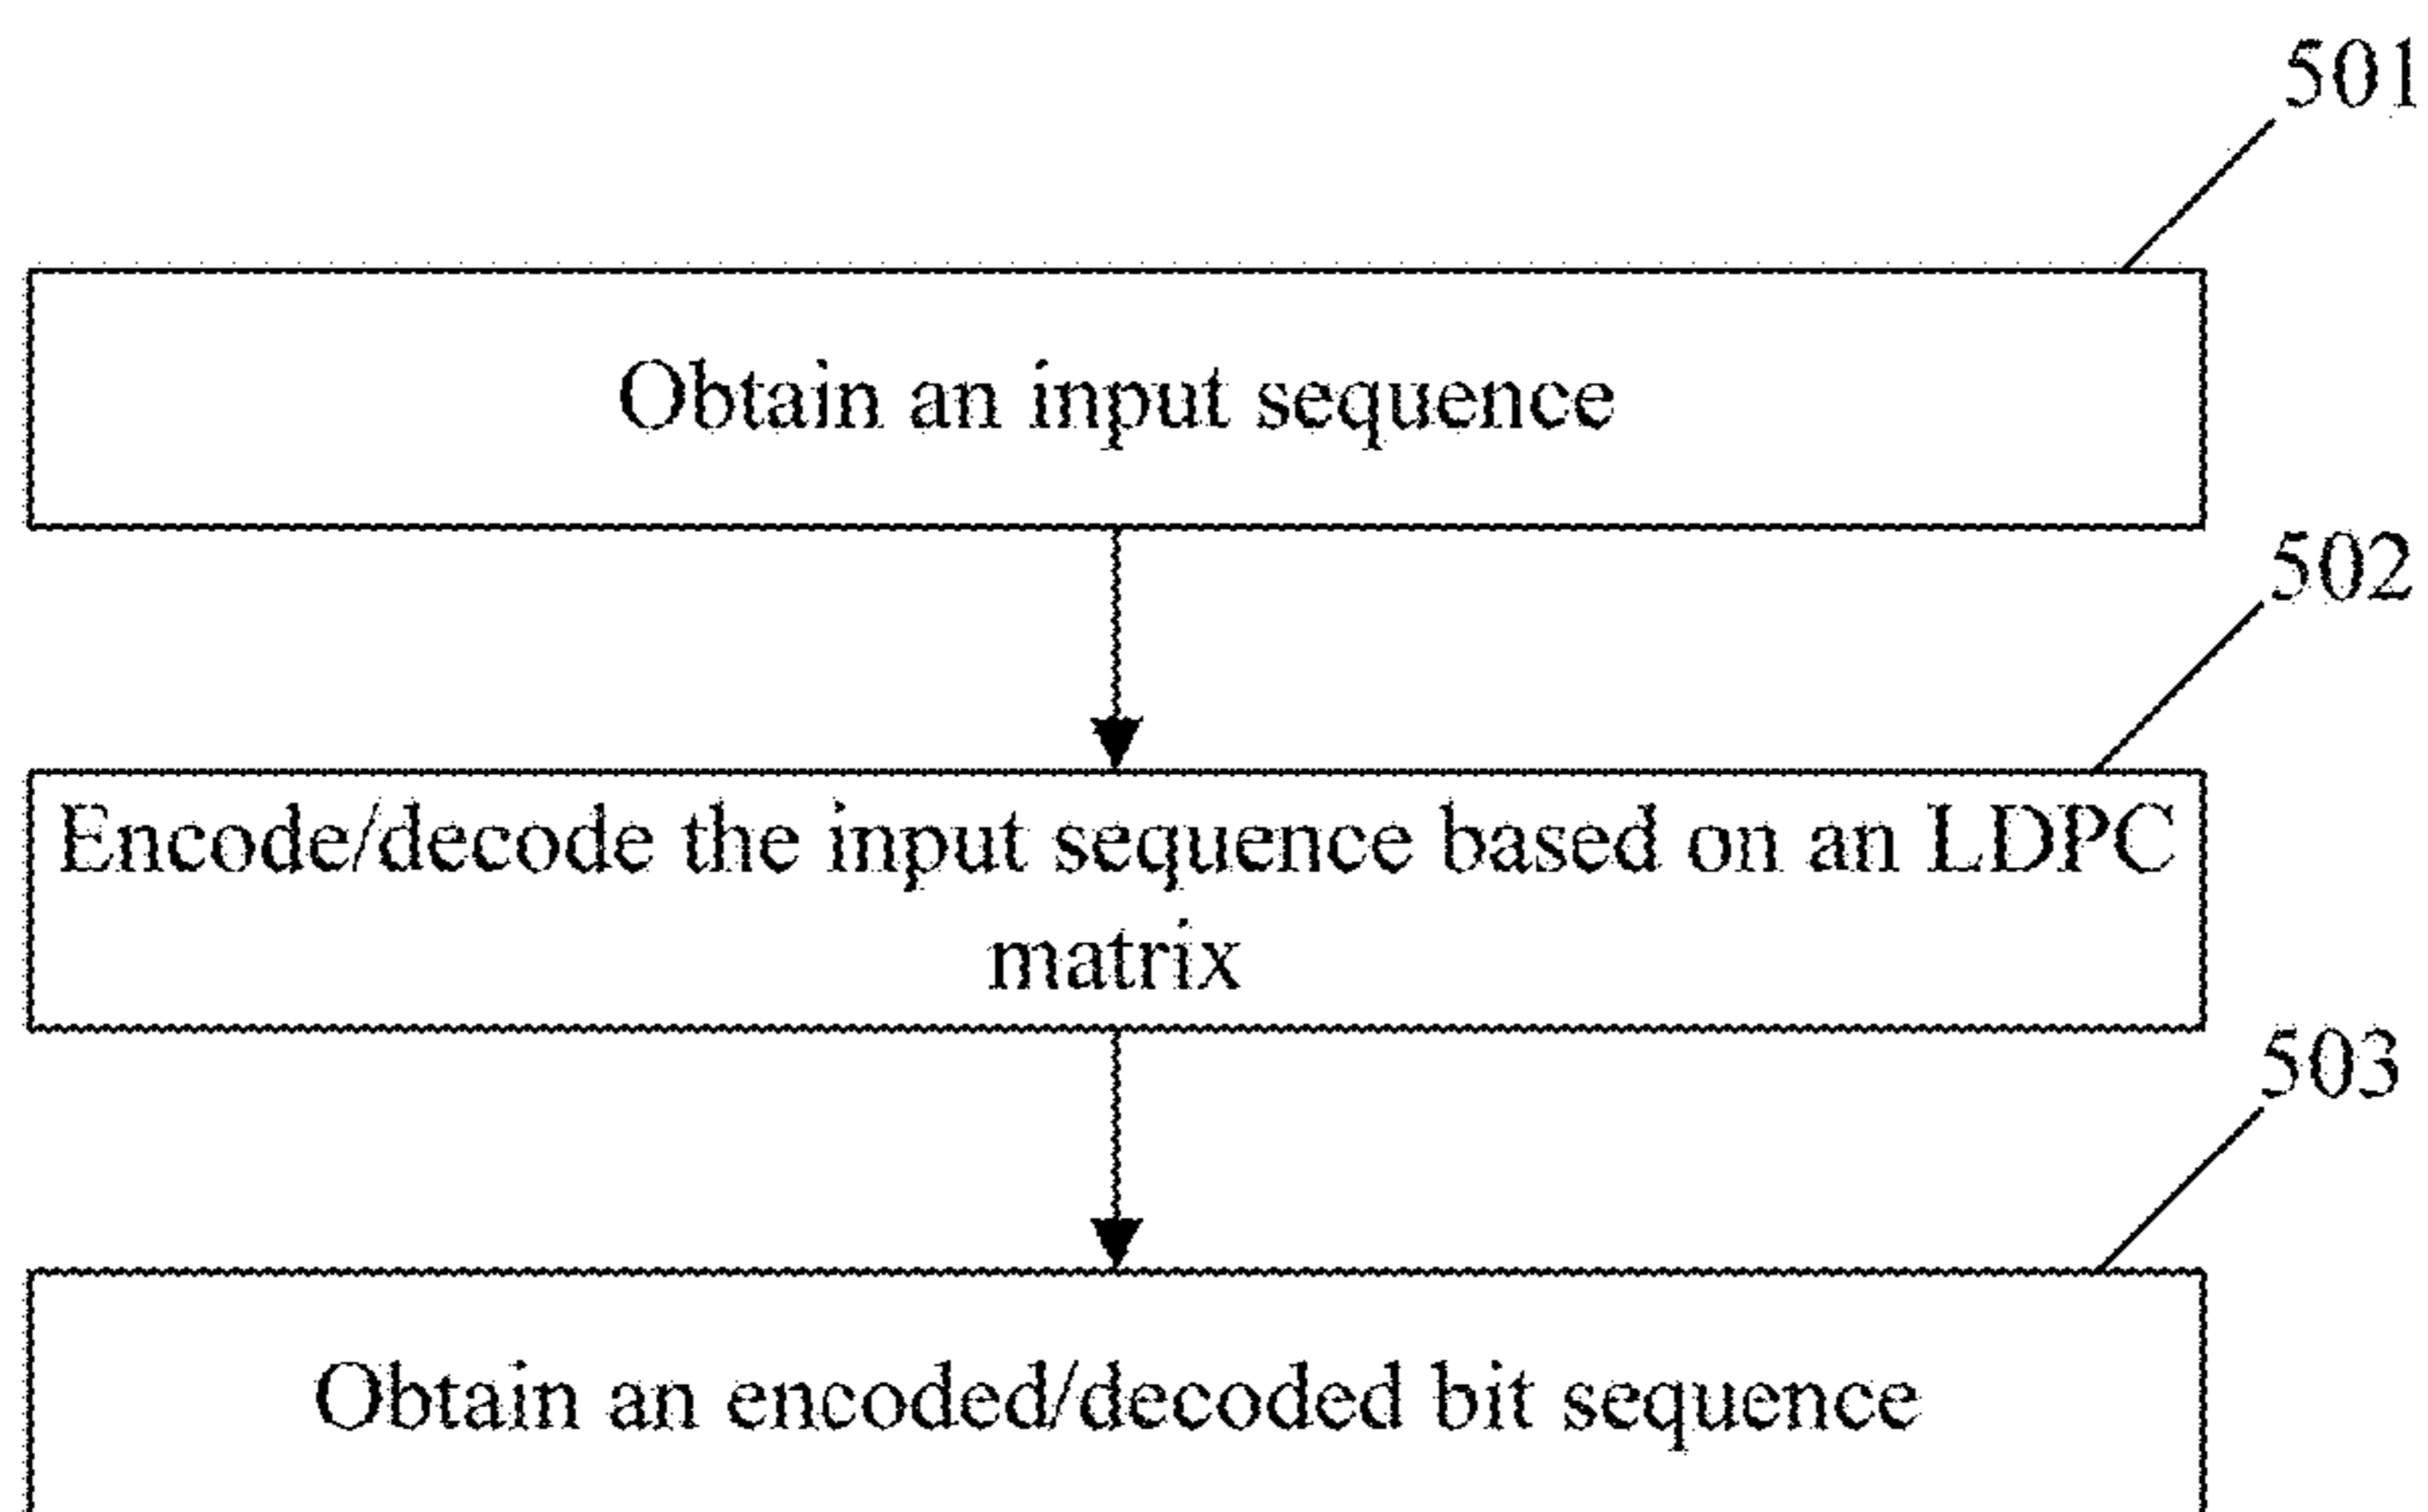 501
Obtain an input sequence
502
Encode/decode the input sequence based on an LDPC
matrix
503
Obtain an encoded/decoded bit sequence